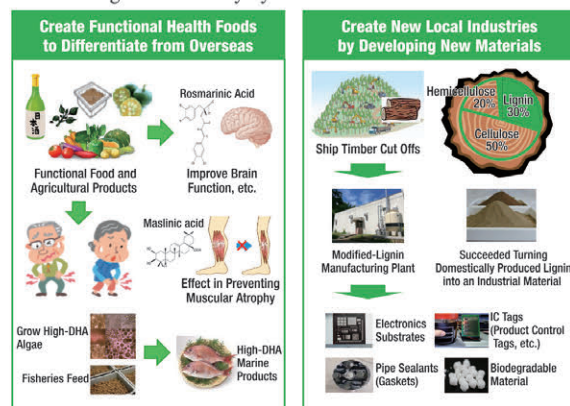 Create Functional Health Foods
to Differentiate from Overseas
日本酒
Rosmarinic Acid
Functional Food and
Agricultural Products
Improve Brain
Function, etc.
Maslinic acid
Effect in Preventing
Muscular Atrophy
Grow High-DHA
Algae
Fisheries Feed
High-DHA
Marine
Products
Create New Local Industries
by Developing New Materials
Hemicellulose
20%
Lignin
30%
Cellulose
50%
Ship Timber Cut Offs
Modified-Lignin
Manufacturing Plant
Succeeded Turning
Domestically Produced Lignin
into an Industrial Material
Electronics
Substrates
IC Tags
(Product Control
Tags, etc.)
Pipe Sealants
(Gaskets)
Biodegradable
Material